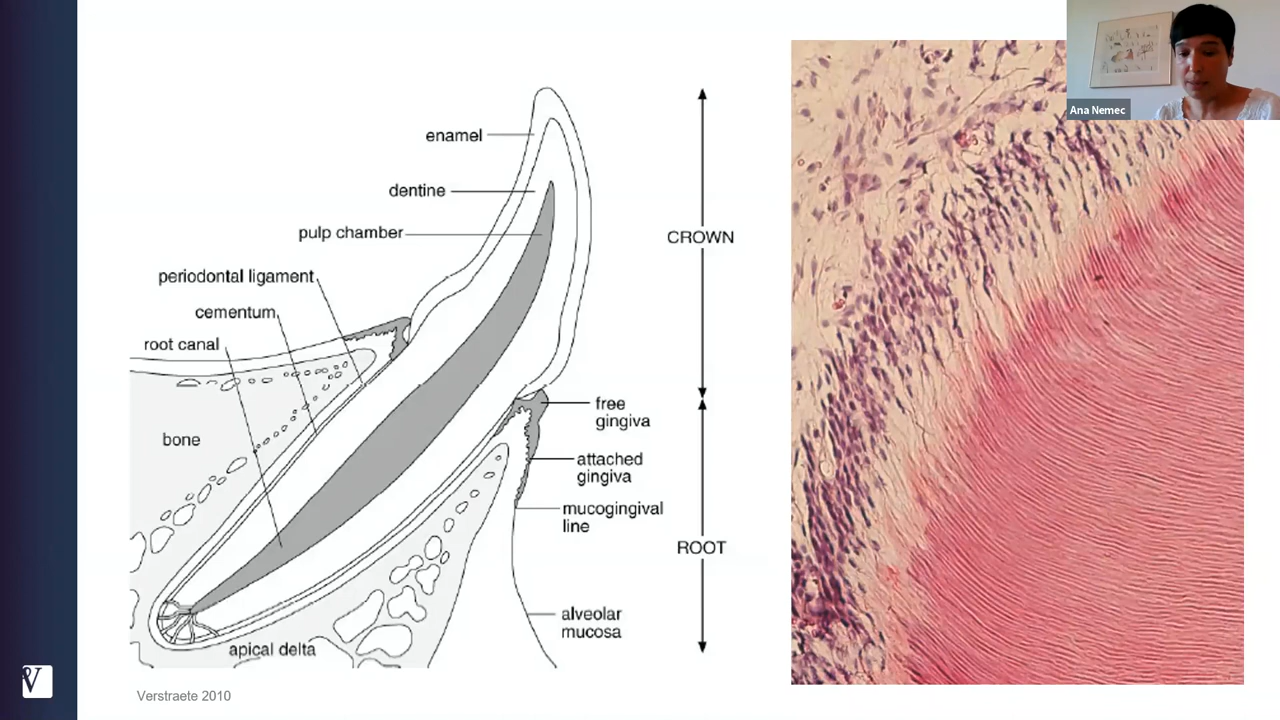 Ana Nemec
enamel
dentine
pulp chamber
CROWN
periodontal ligament
cementum
root canal
free
gingiva
bone
attached
gingiva
mucogingival
line
ROOT
alveolar
mucosa
apical delta
V
Verstraete 2010